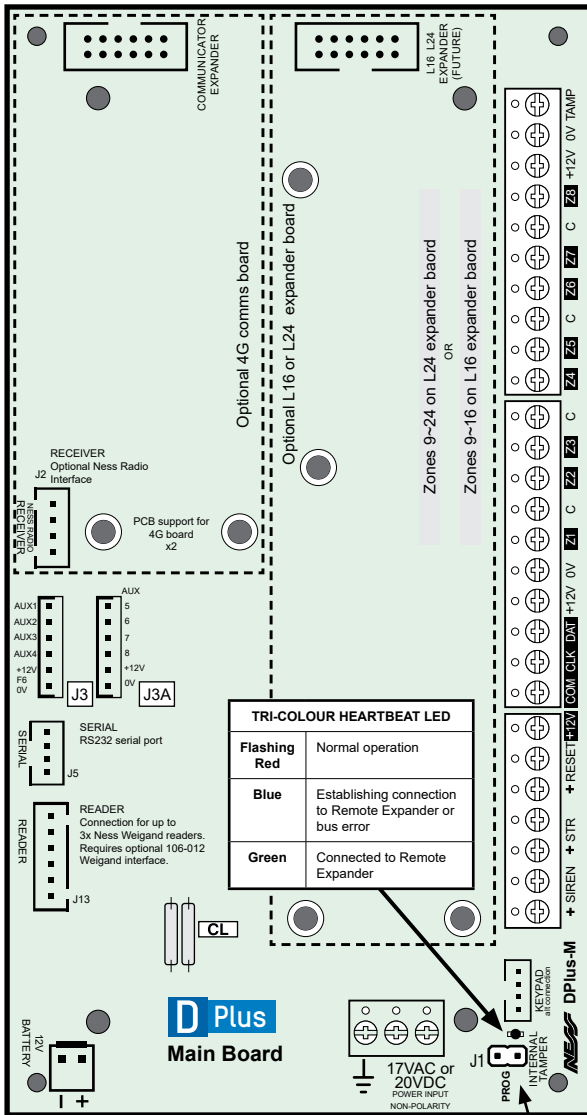 COMMUNICATOR
EXPANDER
L16 L24
EXPANDER
(FUTURE)
TAMP
0V
+12V
Z8
C
Z7
Z6
C
Z5
Z4
C
Z3
Z2
C
Z1
0V
+12V
DAT
CLK
COM
+12V
RESET
+
STR
+
SIREN
+
Optional 4G comms board
Optional L16 or L24 expander board
Zones 9~24 on L24 expander baord
OR
Zones 9~16 on L16 expander baord
RECEIVER
Optional Ness Radio
Interface
J2
NESS RADIO
RECEIVER
PCB support for
4G board
x2
AUX1
AUX2
AUX3
AUX4
+12V
F6
0V
J3
AUX
5
6
7
8
+12V
0V
J3A
SERIAL
SERIAL
RS232 serial port
J5
READER
READER
Connection for up to
3x Ness Weigand readers.
Requires optional 106-012
Weigand interface.
J13
TRI-COLOUR HEARTBEAT LED
Flashing
Red
Normal operation
Blue
Establishing connection
to Remote Expander or
bus error
Green
Connected to Remote
Expander
CL
D Plus
Main Board
12V
BATTERY
– +
17VAC or
20VDC
POWER INPUT
NON-POLARITY
KEYPAD
alt connection
J1
PROG
INTERNAL
TAMPER
NESS DPlus-M